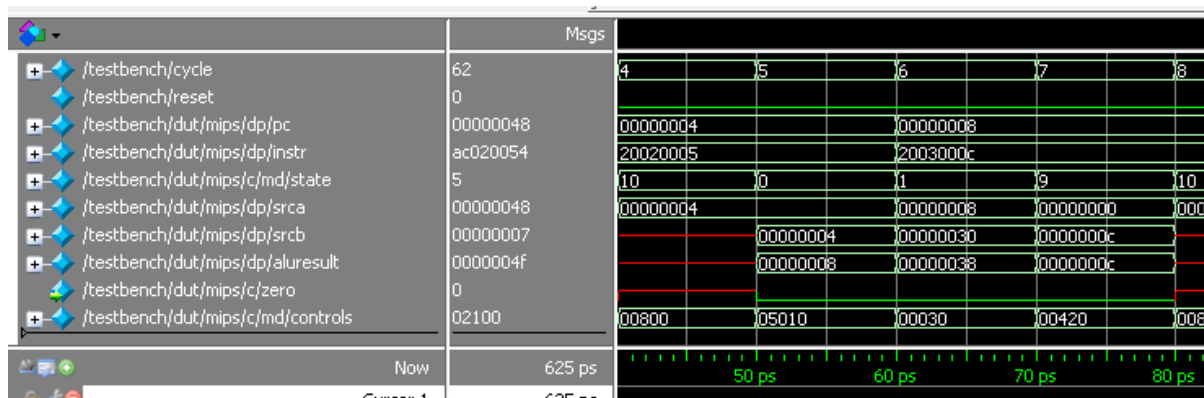 Msgs
/testbench/cycle 62 4 5 6 7 8
/testbench/reset 0
/testbench/dut/mips/dp/pc 00000048 00000004 00000008
/testbench/dut/mips/dp/instr ac020054 20020005 2003000c
/testbench/dut/mips/c/md/state 5 10 0 1 9 10
/testbench/dut/mips/dp/srca 00000048 00000004 00000008 00000000 000
/testbench/dut/mips/dp/srcb 00000007 00000004 00000030 0000000c
/testbench/dut/mips/dp/aluresult 0000004f 00000008 00000038 0000000c
/testbench/dut/mips/c/zero 0
/testbench/dut/mips/c/md/controls 02100 00800 05010 00030 00420 008
Now 625 ps 50 ps 60 ps 70 ps 80 ps